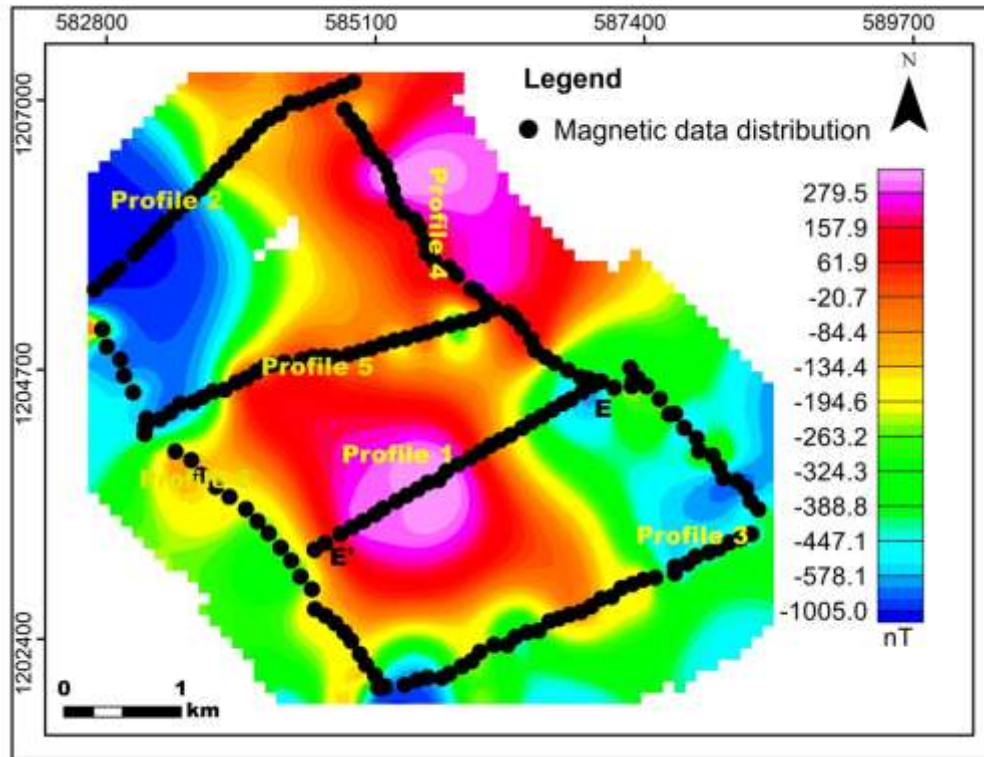 582800 585100 587400 589700
N
Legend
Magnetic data distribution
1207000
1204700
1202400
Profile 2
Profile 4
Profile 5
Profile 1
E
E'
Profile 3
Profile
279.5
157.9
61.9
-20.7
-84.4
-134.4
-194.6
-263.2
-324.3
-388.8
-447.1
-578.1
-1005.0
nT
0 1
km